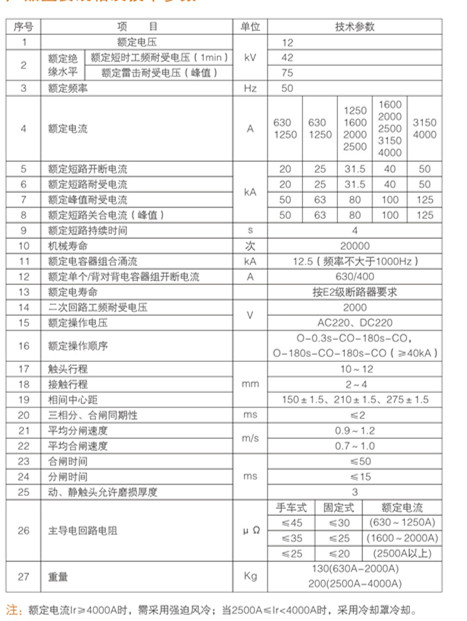 序号 项 目 单位 技术参数
1 额定电压 kV 12
2 额定绝缘水平 额定短时工频耐受电压(1min) 42
额定雷击耐受电压(峰值) 75
3 额定频率 Hz 50
4 额定电流 A 630 1250 630 1250 1250 1600 2000 2500 1600 2000 2500 3150 4000 3150 4000
5 额定短路开断电流 kA 20 25 31.5 40 50
6 额定短路耐受电流 20 25 31.5 40 50
7 额定峰值耐受电流 50 63 80 100 125
8 额定短路关合电流(峰值) 50 63 80 100 125
9 额定短路持续时间 s 4
10 机械寿命 次 20000
11 额定电容器组合涌流 kA 12.5(频率不大于1000Hz)
12 额定单个/背对背电容器组开断电流 A 630/400
13 额定电寿命 按E2级断路器要求
14 二次回路工频耐受电压 V 2000
15 额定操作电压 AC220、DC220
16 额定操作顺序 O-0.3s-CO-180s-CO,
O-180s-CO-180s-CO(≥40kA)
17 触头行程 mm 10~12
18 接触行程 2~4
19 相间中心距 150±1.5、210±1.5、275±1.5
20 三相分、合闸同期性 ms ≤2
21 平均分闸速度 m/s 0.9~1.2
22 平均合闸速度 0.7~1.0
23 合闸时间 ms ≤50
24 分闸时间 ≤15
25 动、静触头允许磨损厚度 3
26 主导电回路电阻 μΩ 手车式 固定式 额定电流
≤45 ≤30 (630~1250A)
≤35 ≤25 (1600~2000A)
≤25 ≤20 (2500A以上)
27 重量 Kg 130(630A~2000A)
200(2500A~4000A)
注: 额定电流Ir≥4000A时,需采用强迫风冷;当2500A≤Ir<4000A时,采用冷却罩冷却。